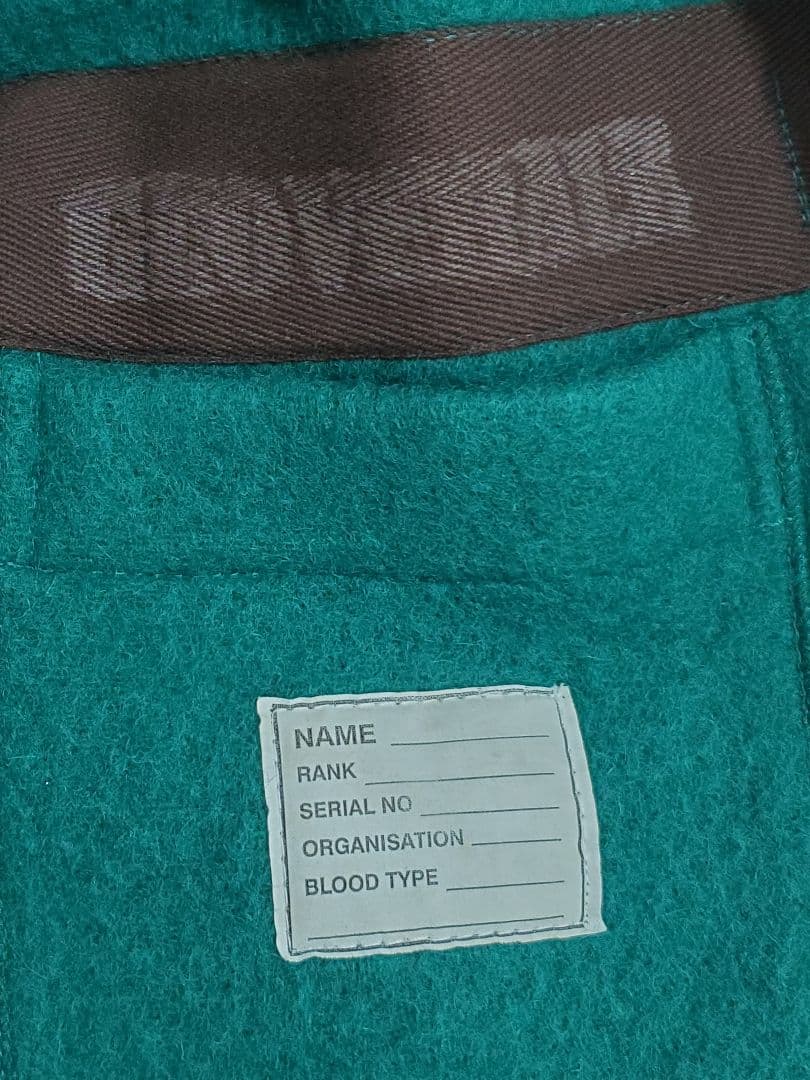 NAME
RANK
SERIAL NO
ORGANISATION
BLOOD TYPE